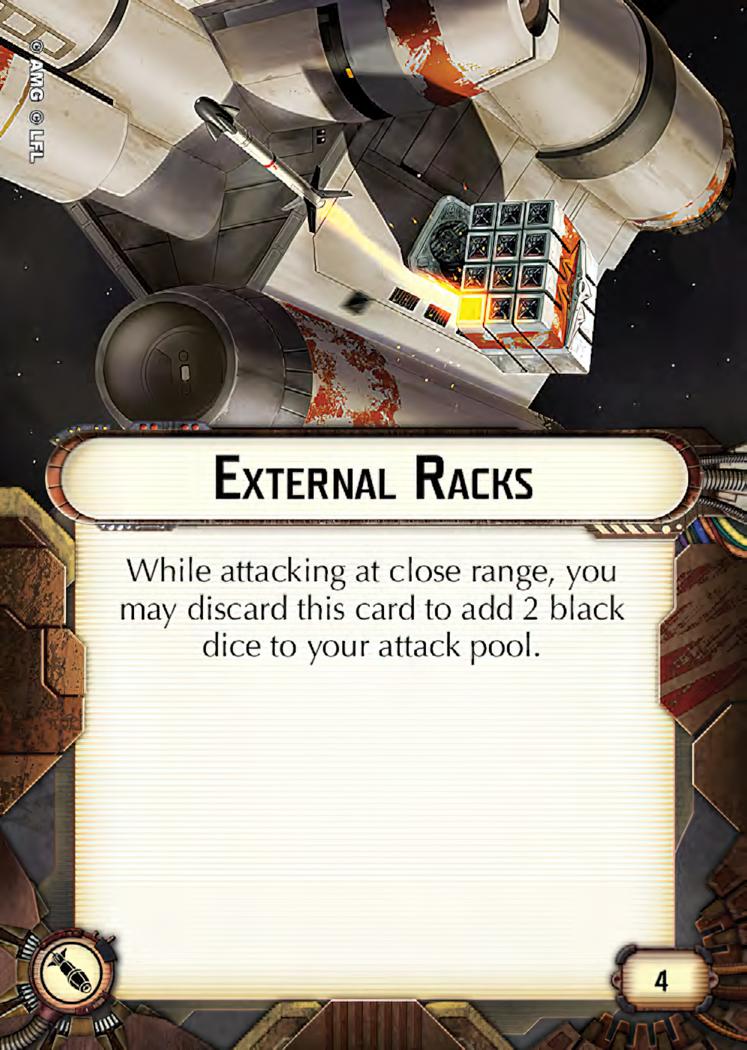 © AMG © LFL
EXTERNAL RACKS
While attacking at close range, you
may discard this card to add 2 black
dice to your attack pool.
4